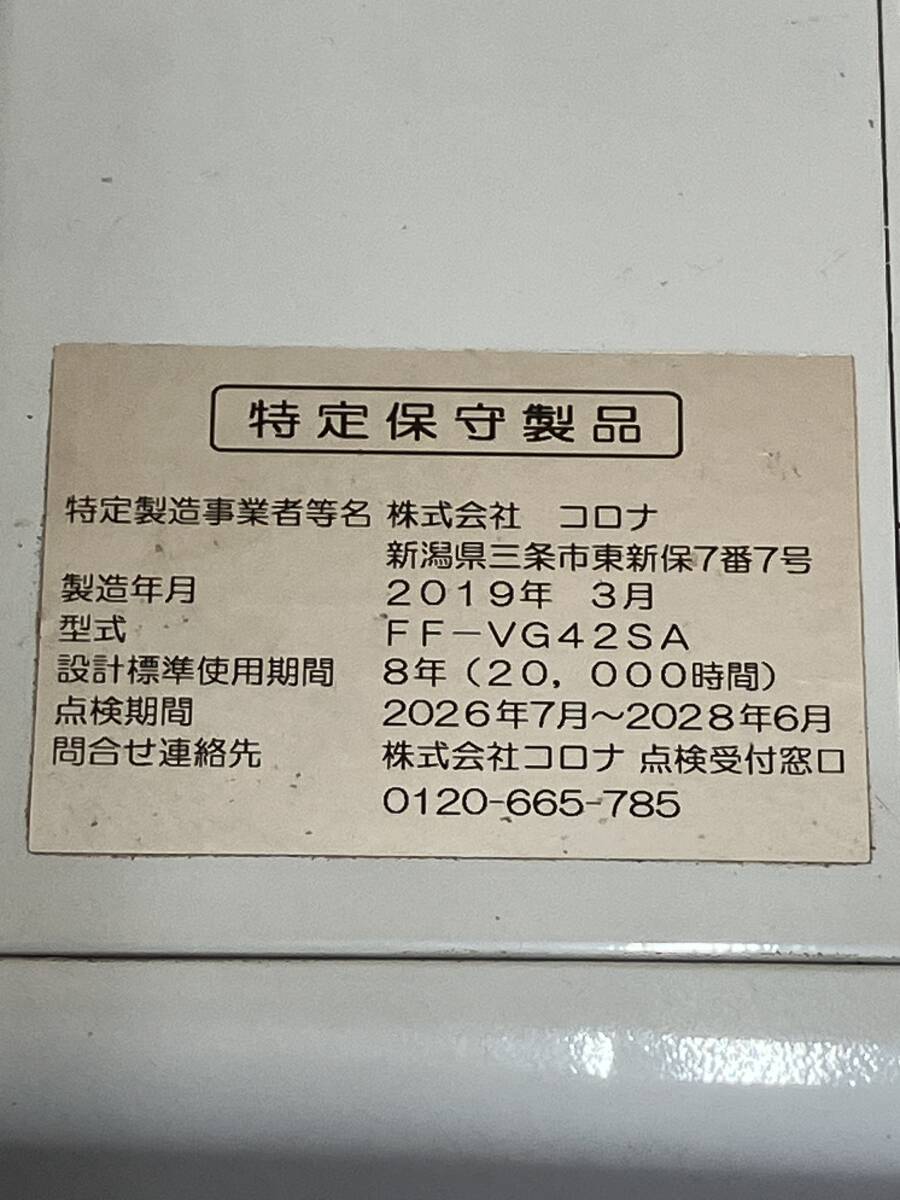 特定保守製品
特定製造事業者等名 株式会社 コロナ
新潟県三条市東新保7番7号
製造年月 2019年 3月
型式 FF-VG42SA
設計標準使用期間 8年(20,000時間)
点検期間 2026年7月~2028年6月
問合せ連絡先 株式会社コロナ 点検受付窓口
0120-665-785